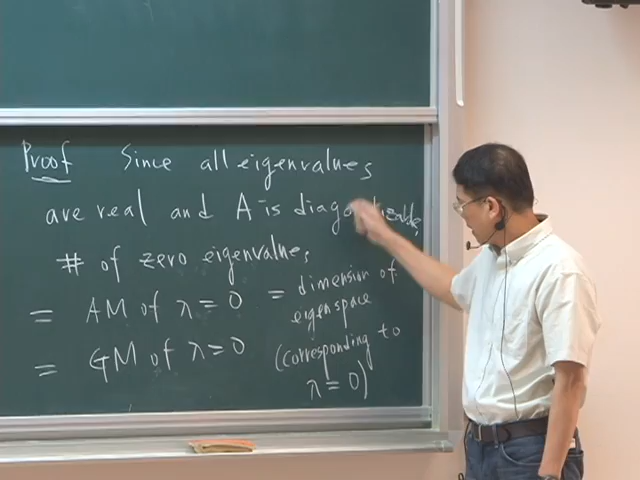 Proof Since all eigenvalues
are real and A is diagonalizable,
# of zero eigenvalues
= AM of λ = 0 = dimension of
eigenspace
= GM of λ = 0 (corresponding to
λ = 0)